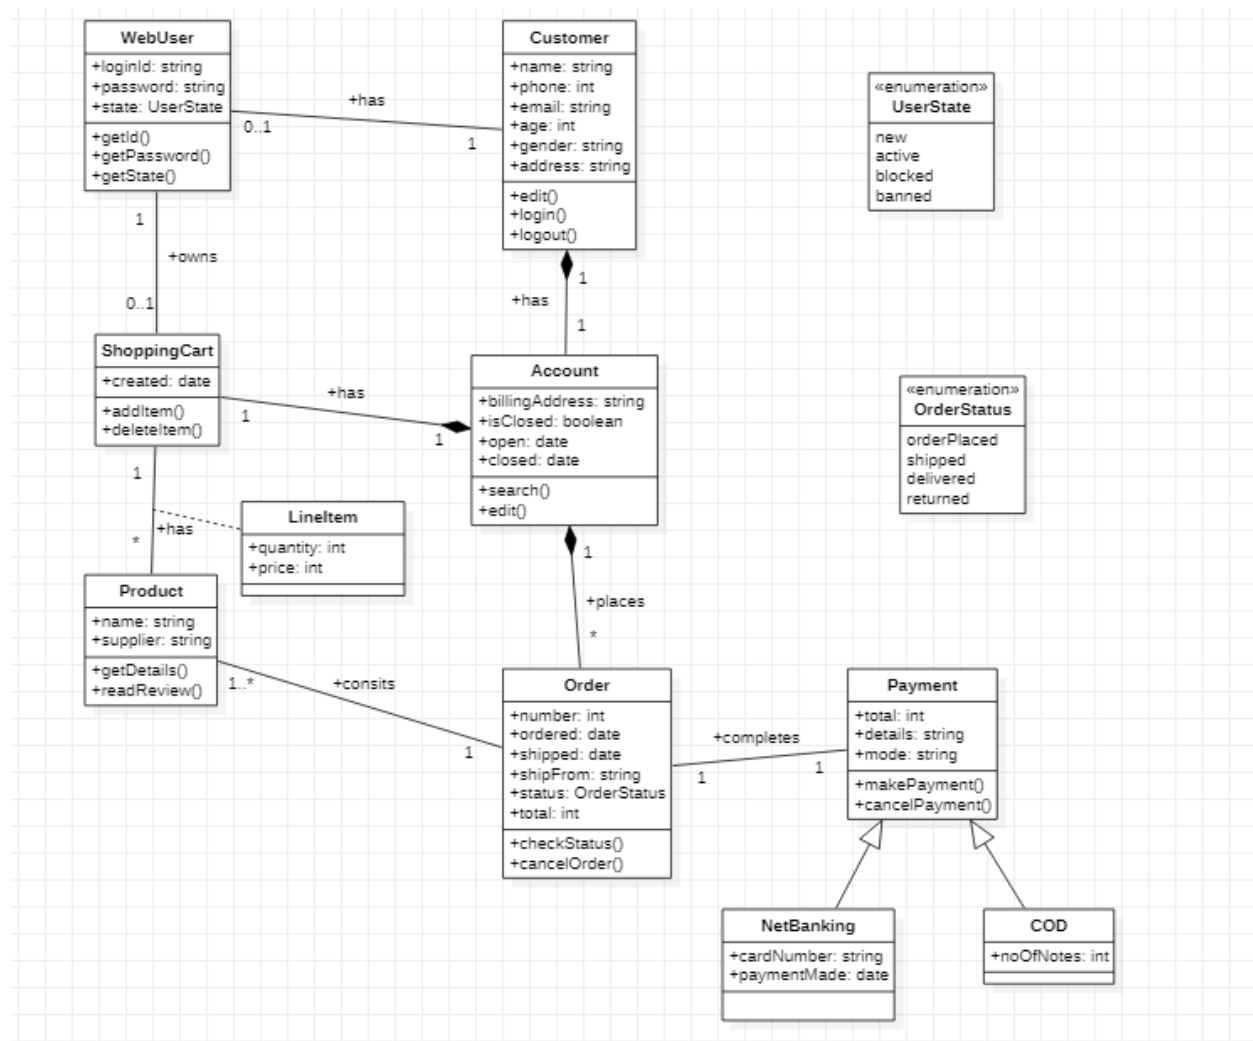 WebUser
+loginId: string
+password: string
+state: UserState
+getId()
+getPassword()
+getState()
+has
0..1
1
Customer
+name: string
+phone: int
+email: string
+age: int
+gender: string
+address: string
+edit()
+login()
+logout()
«enumeration»
UserState
new
active
blocked
banned
1
+owns
0..1
1
+has
1
ShoppingCart
+created: date
+addItem()
+deleteItem()
+has
1
1
Account
+billingAddress: string
+isClosed: boolean
+open: date
+closed: date
+search()
+edit()
«enumeration»
OrderStatus
orderPlaced
shipped
delivered
returned
1
+has
*
LineItem
+quantity: int
+price: int
1
+places
*
Product
+name: string
+supplier: string
+getDetails()
+readReview()
1..*
+consits
1
Order
+number: int
+ordered: date
+shipped: date
+shipFrom: string
+status: OrderStatus
+total: int
+checkStatus()
+cancelOrder()
+completes
1
1
Payment
+total: int
+details: string
+mode: string
+makePayment()
+cancelPayment()
NetBanking
+cardNumber: string
+paymentMade: date
COD
+noOfNotes: int